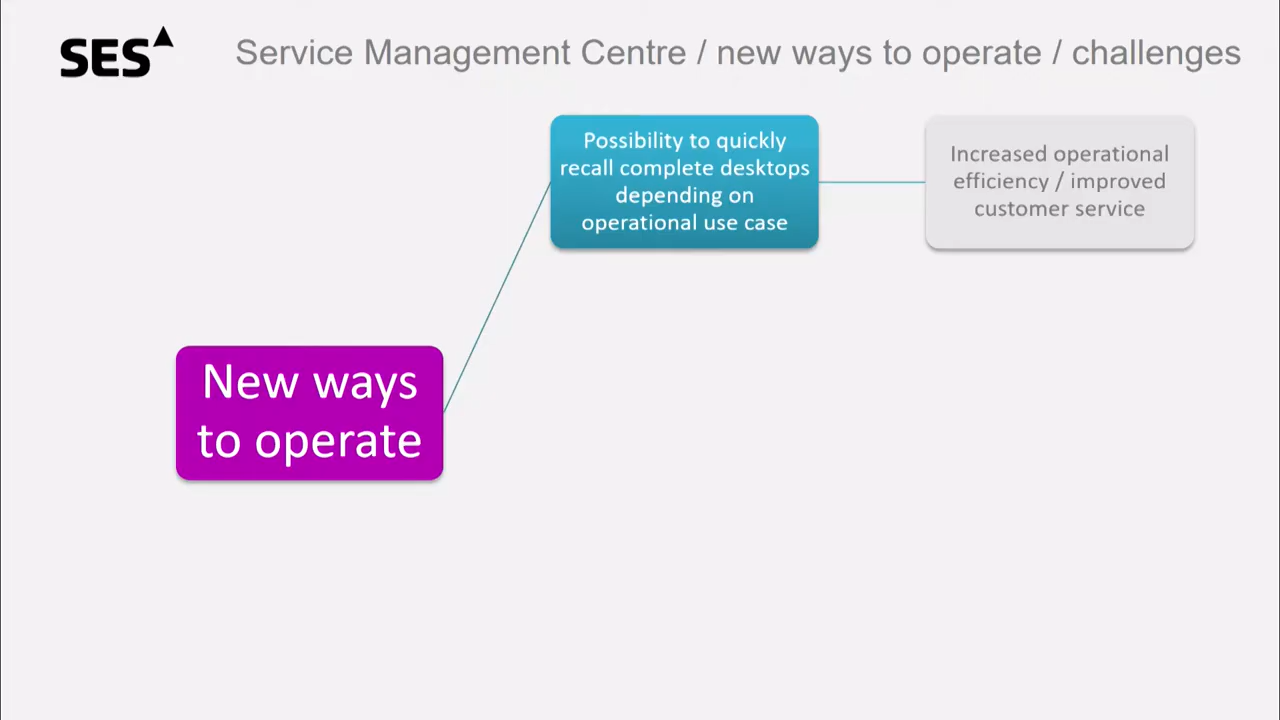 SES
Service Management Centre / new ways to operate / challenges
Possibility to quickly
recall complete desktops
depending on
operational use case
Increased operational
efficiency / improved
customer service
New ways
to operate